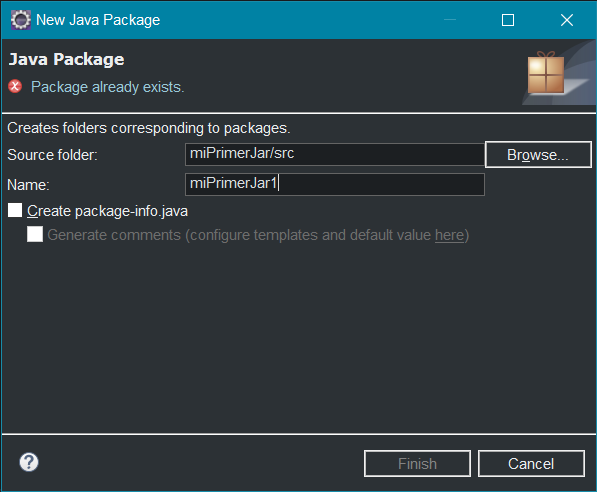 New Java Package
Java Package
Package already exists.
Creates folders corresponding to packages.
Source folder: miPrimerJar/src Browse...
Name: miPrimerJar1
Create package-info.java
Generate comments (configure templates and default value here)
? Finish Cancel